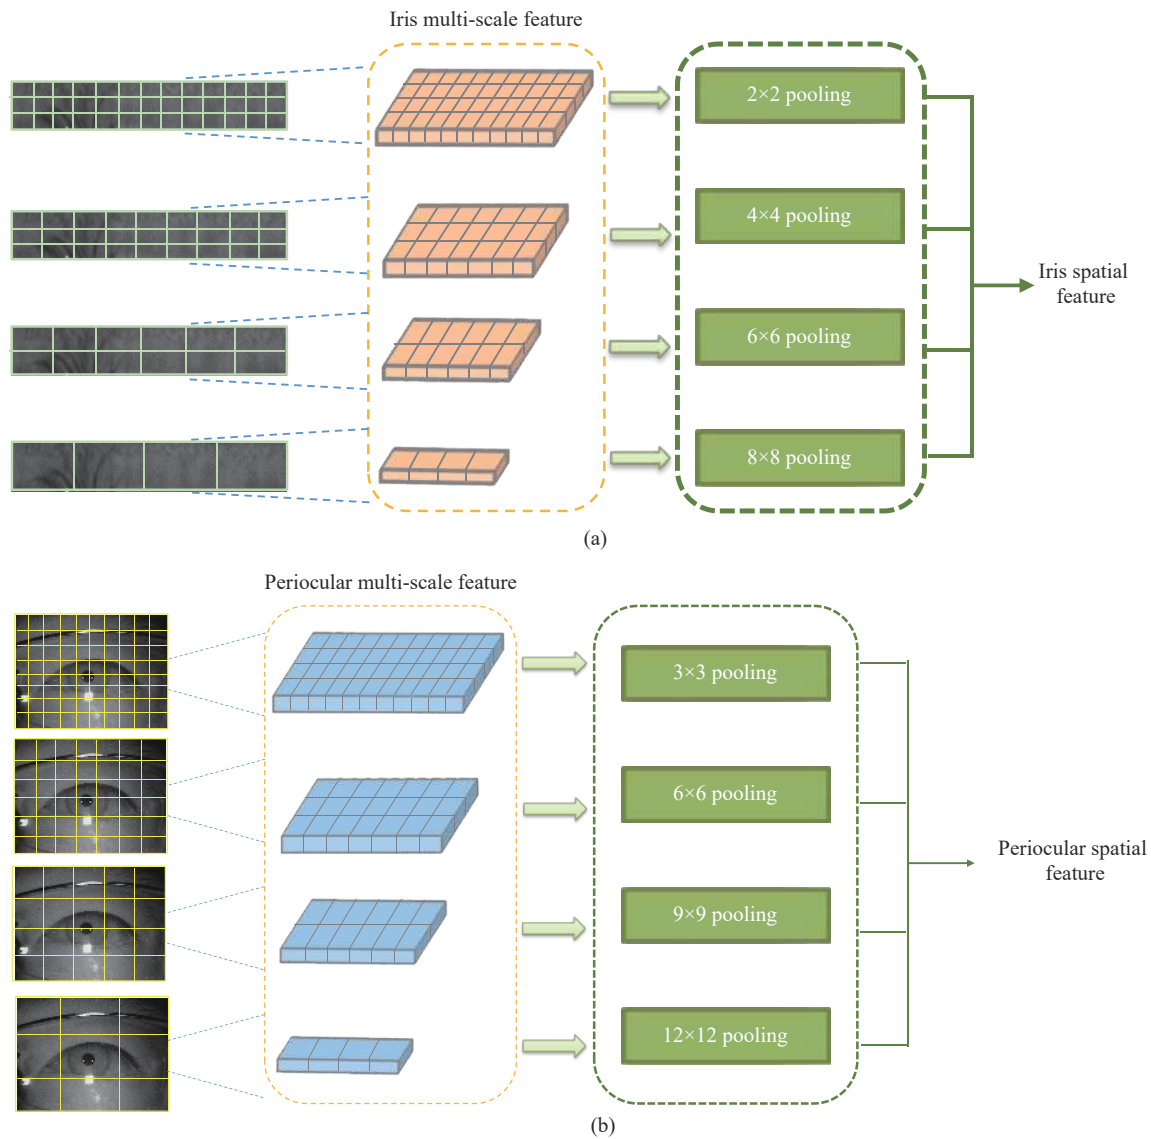 Iris multi-scale feature
2×2 pooling
4×4 pooling
6×6 pooling
8×8 pooling
Iris spatial
feature
(a)
Periocular multi-scale feature
3×3 pooling
6×6 pooling
9×9 pooling
12×12 pooling
Periocular spatial
feature
(b)